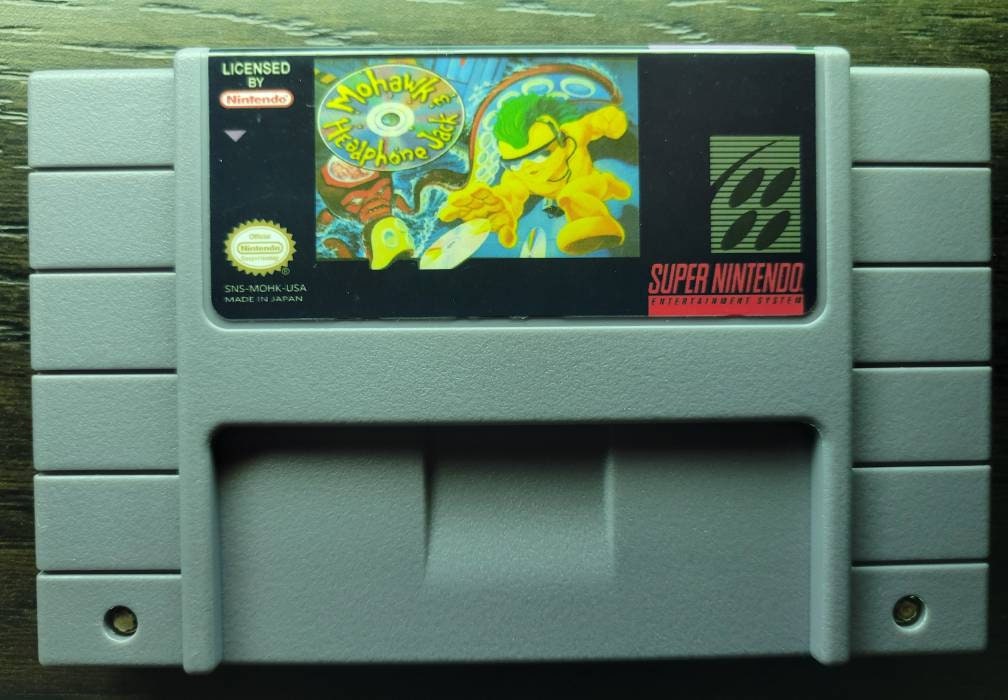 LICENSED
BY
Nintendo®
Mohawk &
Headphone Jack
Official
Nintendo
®
SNS-MOHK-USA
MADE IN JAPAN
SUPER NINTENDO
ENTERTAINMENT SYSTEM